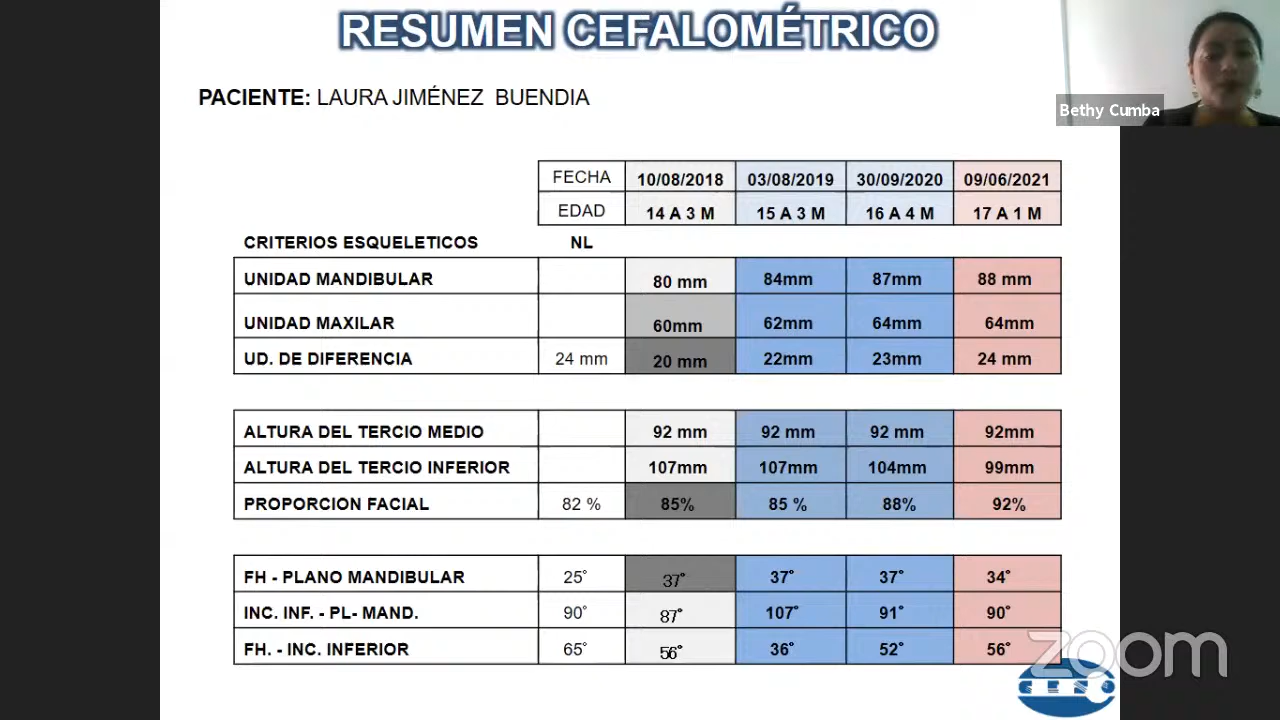 RESUMEN CEFALOMÉTRICO
PACIENTE: LAURA JIMÉNEZ BUENDIA
Bethy Cumba
FECHA 10/08/2018 03/08/2019 30/09/2020 09/06/2021
EDAD 14 A 3 M 15 A 3 M 16 A 4 M 17 A 1 M
CRITERIOS ESQUELETICOS NL
UNIDAD MANDIBULAR 80 mm 84mm 87mm 88 mm
UNIDAD MAXILAR 60mm 62mm 64mm 64mm
UD. DE DIFERENCIA 24 mm 20 mm 22mm 23mm 24 mm
ALTURA DEL TERCIO MEDIO 92 mm 92 mm 92 mm 92mm
ALTURA DEL TERCIO INFERIOR 107mm 107mm 104mm 99mm
PROPORCION FACIAL 82 % 85% 85 % 88% 92%
FH - PLANO MANDIBULAR 25° 37° 37° 37° 34°
INC. INF. - PL- MAND. 90° 87° 107° 91° 90°
FH. - INC. INFERIOR 65° 56° 36° 52° 56°
zoom